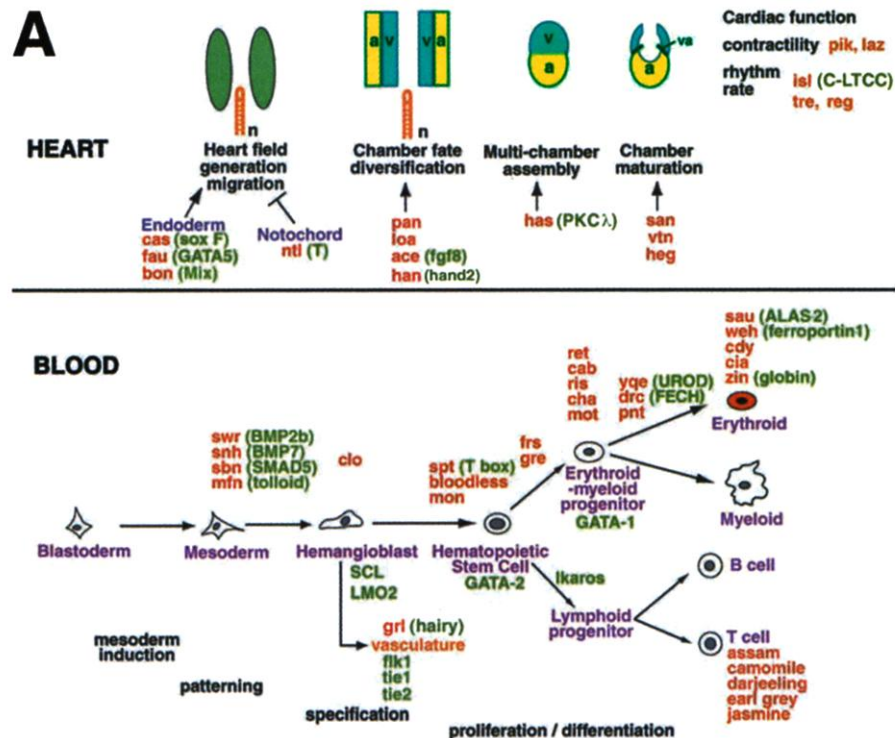 A
HEART
n
Heart field
generation
migration
Endoderm
cas (sox F)
fau (GATA5)
bon (Mix)
Notochord
ntl (T)
a v v a
n
Chamber fate
diversification
pan
loa
ace (fgf8)
han (hand2)
v
a
Multi-chamber
assembly
has (PKCλ)
va
a
Chamber
maturation
san
vtn
heg
Cardiac function
contractility pik, laz
rhythm
rate
isl (C-LTCC)
tre, reg
BLOOD
swr (BMP2b)
snh (BMP7)
sbn (SMAD5)
mfn (tolloid)
clo
spt (T box)
bloodless
mon
frs
gre
ret
cab
ris
cha
mot
yqe (UROD)
drc (FECH)
pnt
sau (ALAS-2)
weh (ferroportin1)
cdy
cia
zin (globin)
Erythroid
Blastoderm
Mesoderm
Hemangioblast
SCL
LMO2
Hematopoietic
Stem Cell
GATA-2
Erythroid
-myeloid
progenitor
GATA-1
Myeloid
Ikaros
Lymphoid
progenitor
B cell
T cell
assam
camomile
darjeeling
earl grey
jasmine
grl (hairy)
vasculature
flk1
tie1
tie2
mesoderm
induction
patterning
specification
proliferation / differentiation